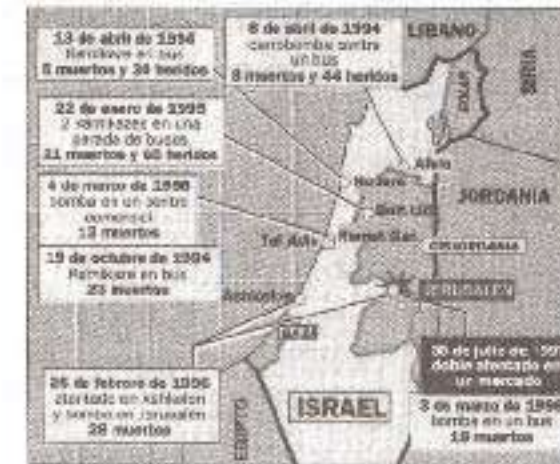 13 de abril de 1994
Kamikaze en bus
5 muertos y 30 heridos
6 de abril de 1994
carrobomba contra
un bus
8 muertos y 44 heridos
22 de enero de 1995
2 kamikazes en una
parada de buses
21 muertos y 60 heridos
4 de marzo de 1996
bomba en un centro
comercial
13 muertos
19 de octubre de 1994
Kamikaze en bus
23 muertos
25 de febrero de 1996
atentado en Ashkelon
y bomba en Jerusalén
28 muertos
30 de julio de 1997
doble atentado en
un mercado
3 de marzo de 1996
bomba en un bus
19 muertos
LIBANO
SIRIA
GOLAN
Afula
Hadera
Beit Lid
JORDANIA
Tel Aviv
Ramat Gan
CISJORDANIA
JERUSALEN
Ashkelon
GAZA
ISRAEL
EGIPTO